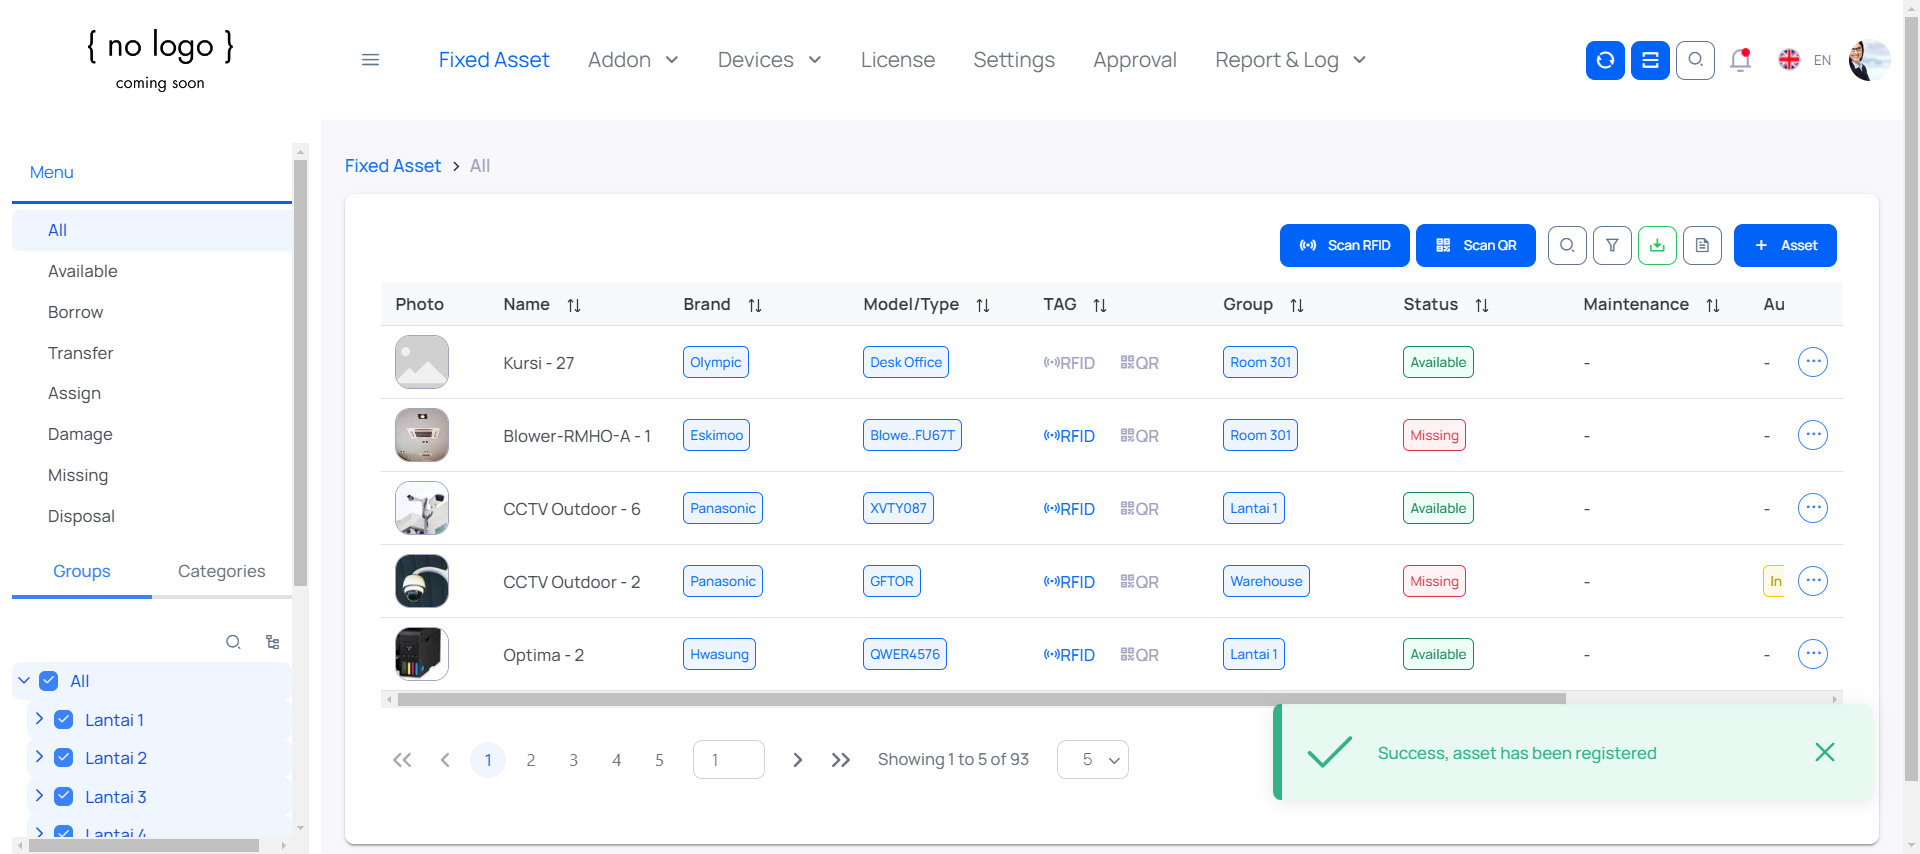 { no logo }
coming soon
Fixed Asset
Addon
Devices
License
Settings
Approval
Report & Log
EN
Menu
All
Available
Borrow
Transfer
Assign
Damage
Missing
Disposal
Groups
Categories
All
Lantai 1
Lantai 2
Lantai 3
Lantai 4
Fixed Asset > All
Scan RFID
Scan QR
+ Asset
Photo Name Brand Model/Type TAG Group Status Maintenance Au
Kursi - 27 Olympic Desk Office RFID QR Room 301 Available - -
Blower-RMHO-A - 1 Eskimoo Blowe..FU67T RFID QR Room 301 Missing - -
CCTV Outdoor - 6 Panasonic XVTY087 RFID QR Lantai 1 Available - -
CCTV Outdoor - 2 Panasonic GFTOR RFID QR Warehouse Missing - In
Optima - 2 Hwasung QWER4576 RFID QR Lantai 1 Available - -
1 2 3 4 5 1 Showing 1 to 5 of 93 5
Success, asset has been registered